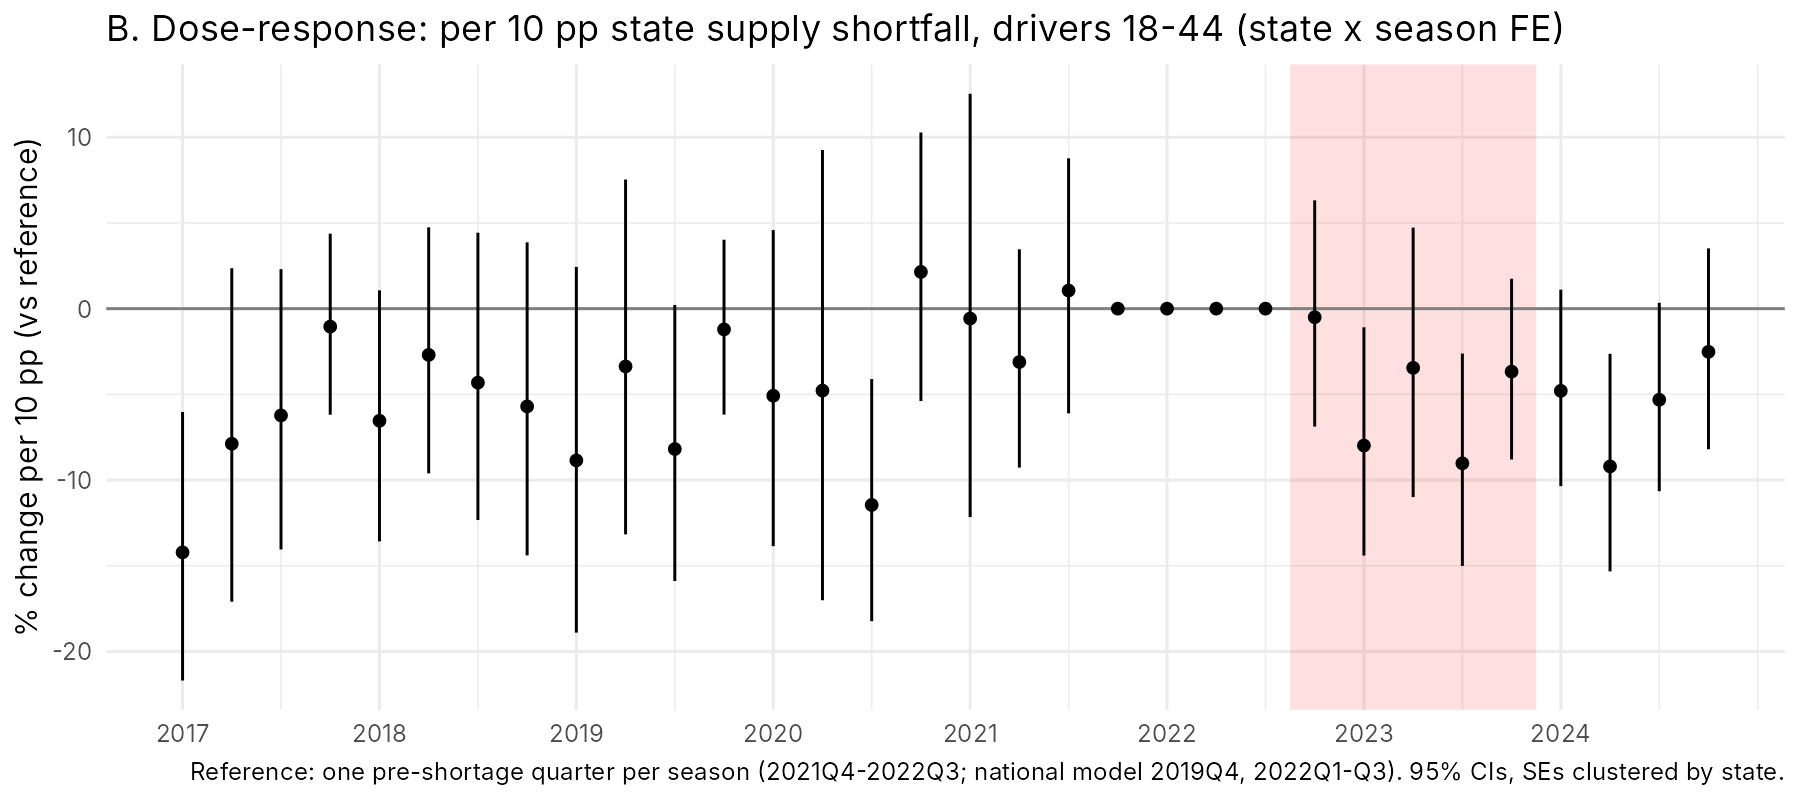 B. Dose-response: per 10 pp state supply shortfall, drivers 18-44 (state x season FE)
% change per 10 pp (vs reference)
10
0
-10
-20
2017 2018 2019 2020 2021 2022 2023 2024
Reference: one pre-shortage quarter per season (2021Q4-2022Q3; national model 2019Q4, 2022Q1-Q3). 95% CIs, SEs clustered by state.